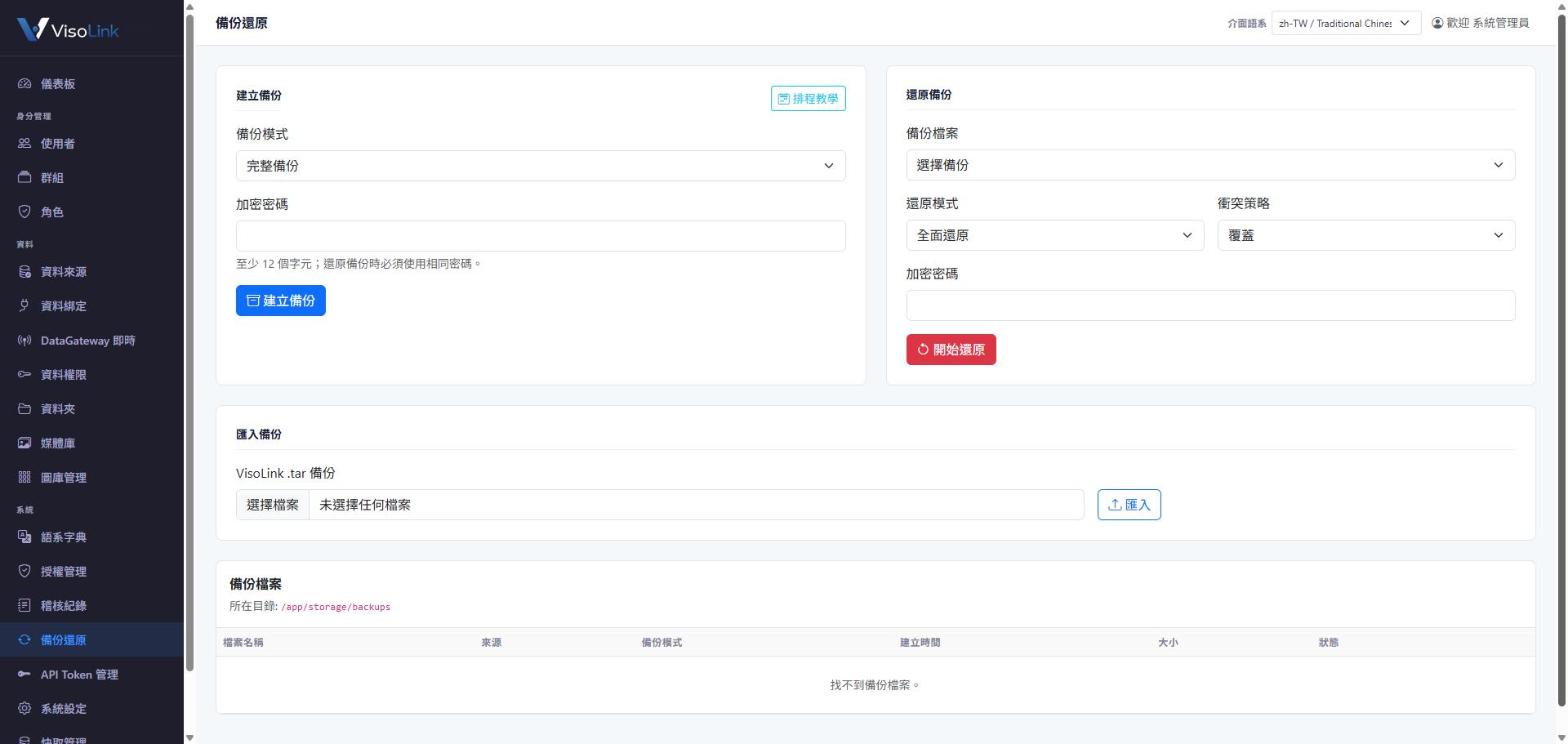 VisoLink
備份還原
介面語系
zh-TW / Traditional Chines
歡迎 系統管理員
儀表板
身分管理
使用者
群組
角色
資料
資料來源
資料綁定
DataGateway 即時
資料權限
資料夾
媒體庫
圖庫管理
系統
語系字典
授權管理
稽核紀錄
備份還原
API Token 管理
系統設定
快取管理
建立備份
排程教學
備份模式
完整備份
加密密碼
至少 12 個字元；還原備份時必須使用相同密碼。
建立備份
還原備份
備份檔案
選擇備份
還原模式
衝突策略
全面還原
覆蓋
加密密碼
開始還原
匯入備份
VisoLink .tar 備份
選擇檔案 未選擇任何檔案
匯入
備份檔案
所在目錄: /app/storage/backups
檔案名稱 來源 備份模式 建立時間 大小 狀態
找不到備份檔案。